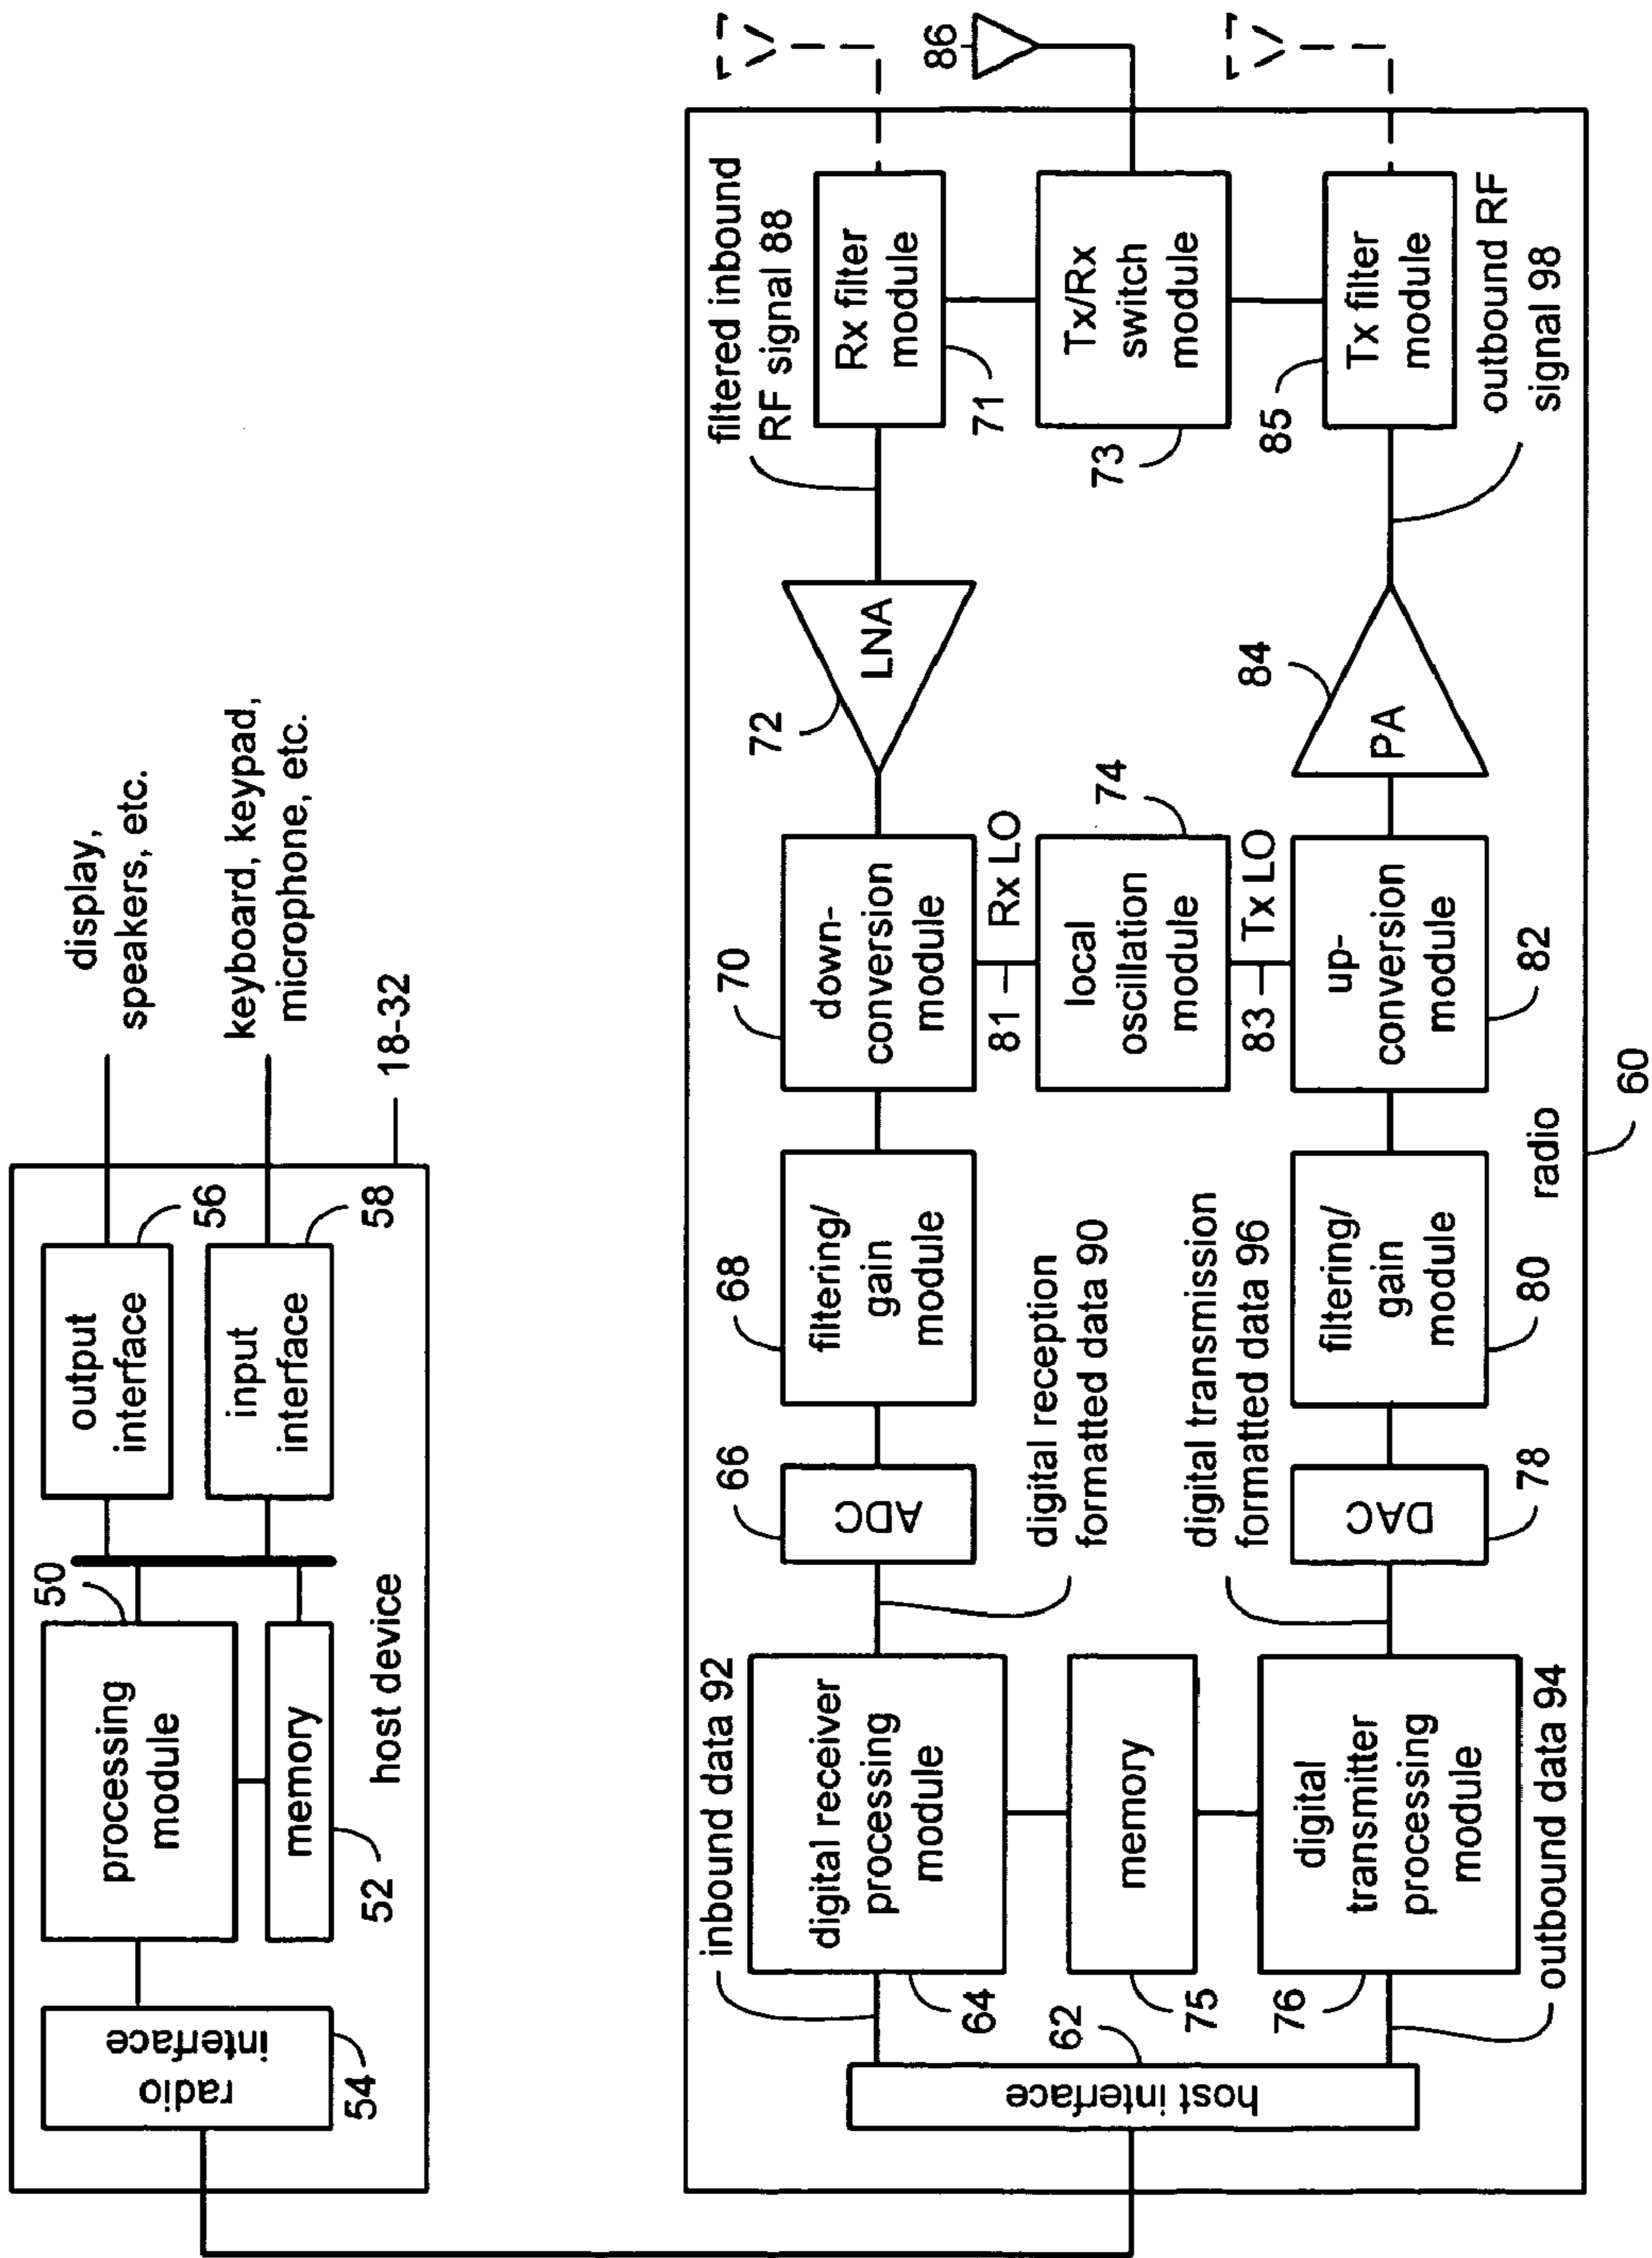 display,
speakers, etc.
keyboard, keypad,
microphone, etc.
18-32
output
interface
56
input
interface
58
50
processing
module
memory
52
host device
radio
interface
54
86
filtered inbound
RF signal 88
Rx filter
module
71
Tx/Rx
switch
module
73
Tx filter
module
85
outbound RF
signal 98
LNA
72
PA
84
down-
conversion
module
70
81
Rx LO
local
oscillation
module
74
83
Tx LO
up-
conversion
module
82
filtering/
gain
module
68
filtering/
gain
module
80
radio
60
ADC
66
digital reception
formatted data 90
digital transmission
formatted data 96
DAC
78
inbound data 92
digital receiver
processing
module
64
memory
75
digital
transmitter
processing
module
76
outbound data 94
host interface
62